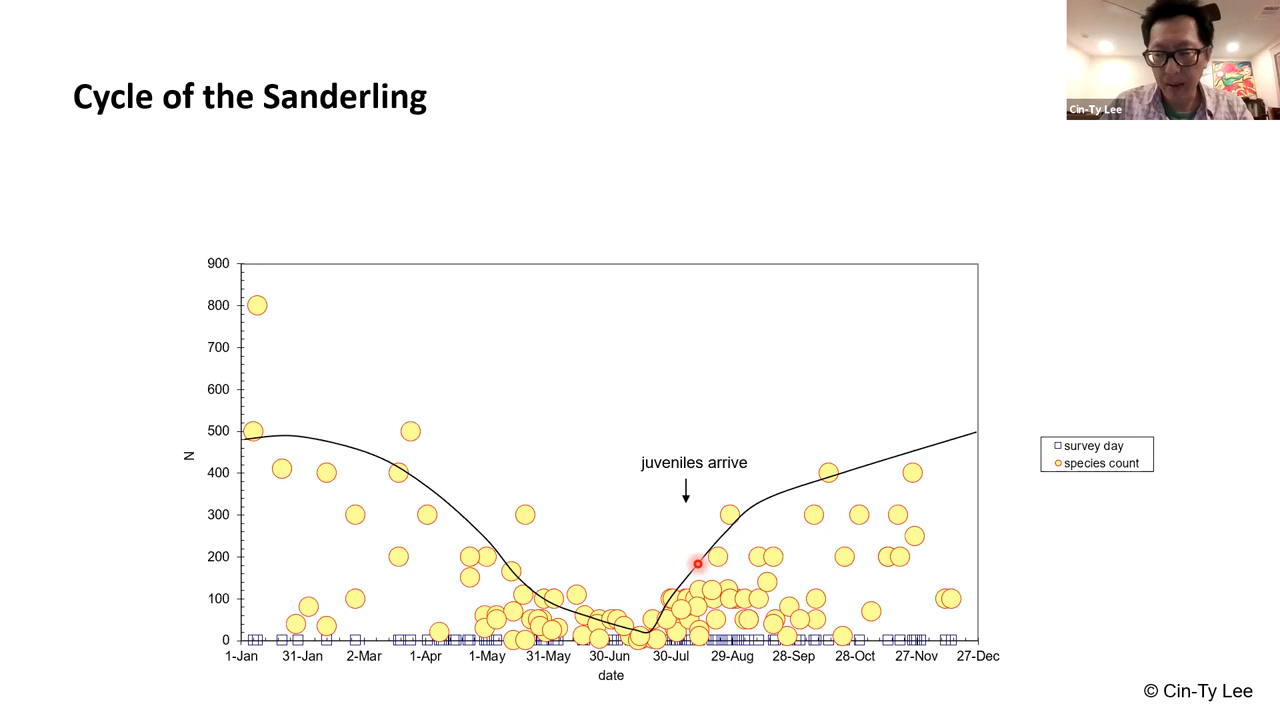 Cycle of the Sanderling
Cin-Ty Lee
900
800
700
600
500
400
300
200
100
0
N
juveniles arrive
survey day
species count
1-Jan 31-Jan 2-Mar 1-Apr 1-May 31-May 30-Jun 30-Jul 29-Aug 28-Sep 28-Oct 27-Nov 27-Dec
date
© Cin-Ty Lee